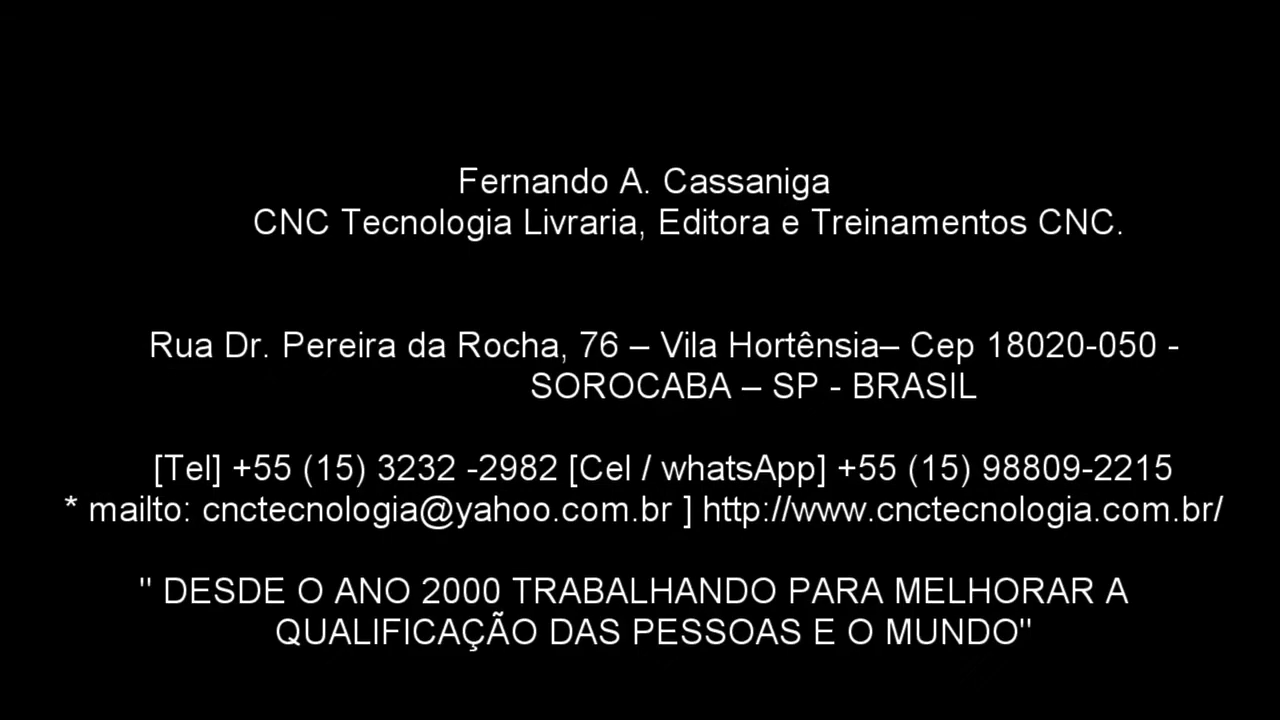 Fernando A. Cassaniga
CNC Tecnologia Livraria, Editora e Treinamentos CNC.
Rua Dr. Pereira da Rocha, 76 – Vila Hortênsia– Cep 18020-050 -
SOROCABA – SP - BRASIL
[Tel] +55 (15) 3232 -2982 [Cel / whatsApp] +55 (15) 98809-2215
* mailto: cnctecnologia@yahoo.com.br ] http://www.cnctecnologia.com.br/
" DESDE O ANO 2000 TRABALHANDO PARA MELHORAR A
QUALIFICAÇÃO DAS PESSOAS E O MUNDO"